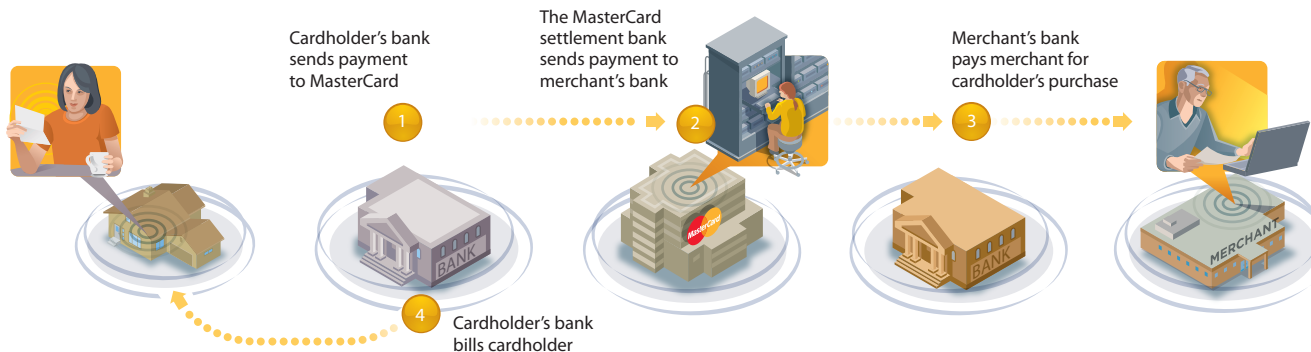 Cardholder's bank
sends payment
to MasterCard
1
The MasterCard
settlement bank
sends payment to
merchant's bank
2
Merchant's bank
pays merchant for
cardholder's purchase
3
BANK
MasterCard
BANK
MERCHANT
4
Cardholder's bank
bills cardholder